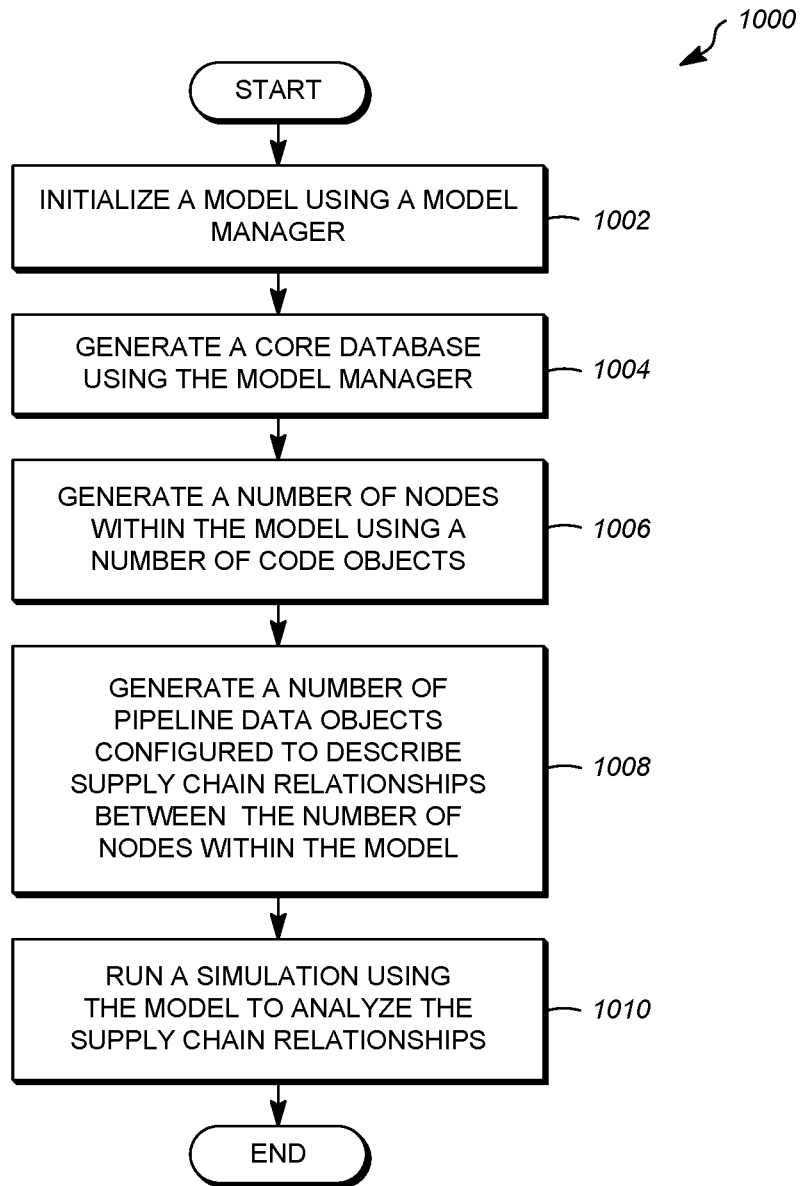 1000
START
INITIALIZE A MODEL USING A MODEL
MANAGER
1002
GENERATE A CORE DATABASE
USING THE MODEL MANAGER
1004
GENERATE A NUMBER OF NODES
WITHIN THE MODEL USING A
NUMBER OF CODE OBJECTS
1006
GENERATE A NUMBER OF
PIPELINE DATA OBJECTS
CONFIGURED TO DESCRIBE
SUPPLY CHAIN RELATIONSHIPS
BETWEEN THE NUMBER OF
NODES WITHIN THE MODEL
1008
RUN A SIMULATION USING
THE MODEL TO ANALYZE THE
SUPPLY CHAIN RELATIONSHIPS
1010
END